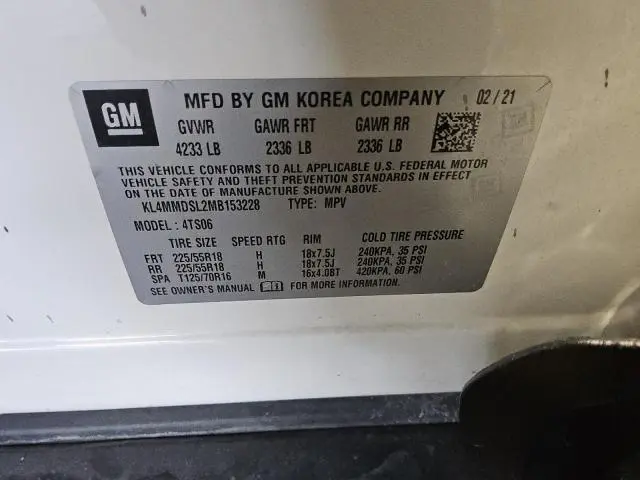 GM MFD BY GM KOREA COMPANY 02/21
GVWR GAWR FRT GAWR RR
4233 LB 2336 LB 2336 LB
THIS VEHICLE CONFORMS TO ALL APPLICABLE U.S. FEDERAL MOTOR
VEHICLE SAFETY AND THEFT PREVENTION STANDARDS IN EFFECT
ON THE DATE OF MANUFACTURE SHOWN ABOVE.
KL4MMDSL2MB153228 TYPE: MPV
MODEL: 4TS06
TIRE SIZE SPEED RTG RIM COLD TIRE PRESSURE
FRT 225/55R18 H 18x7.5J 240KPA, 35 PSI
RR 225/55R18 H 18x7.5J 240KPA, 35 PSI
SPA T125/70R16 M 16x4.0BT 420KPA, 60 PSI
SEE OWNER'S MANUAL FOR MORE INFORMATION.